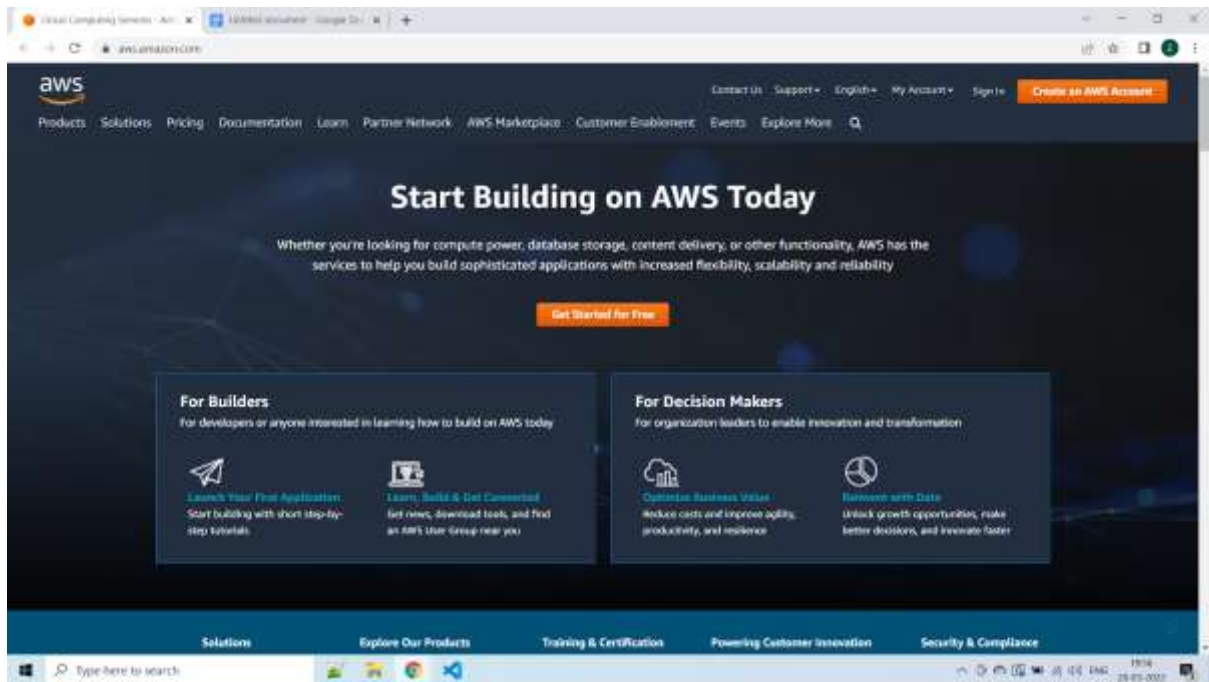 Untitled document - Google Do
aws.amazon.com
aws
Contact Us Support English My Account Sign In Create an AWS Account
Products Solutions Pricing Documentation Learn Partner Network AWS Marketplace Customer Enablement Events Explore More
Start Building on AWS Today
Whether you're looking for compute power, database storage, content delivery, or other functionality, AWS has the
services to help you build sophisticated applications with increased flexibility, scalability and reliability
Get Started for Free
For Builders
For developers or anyone interested in learning how to build on AWS today
Launch Your First Application
Start building with short step-by-
step tutorials
Learn, Build & Get Connected
Get news, download tools, and find
an AWS User Group near you
For Decision Makers
For organization leaders to enable innovation and transformation
Optimize Business Value
Reduce costs and improve agility,
productivity, and resilience
Reinvent with Data
Unlock growth opportunities, make
better decisions, and innovate faster
Solutions Explore Our Products Training & Certification Powering Customer Innovation Security & Compliance
Type here to search
ENG